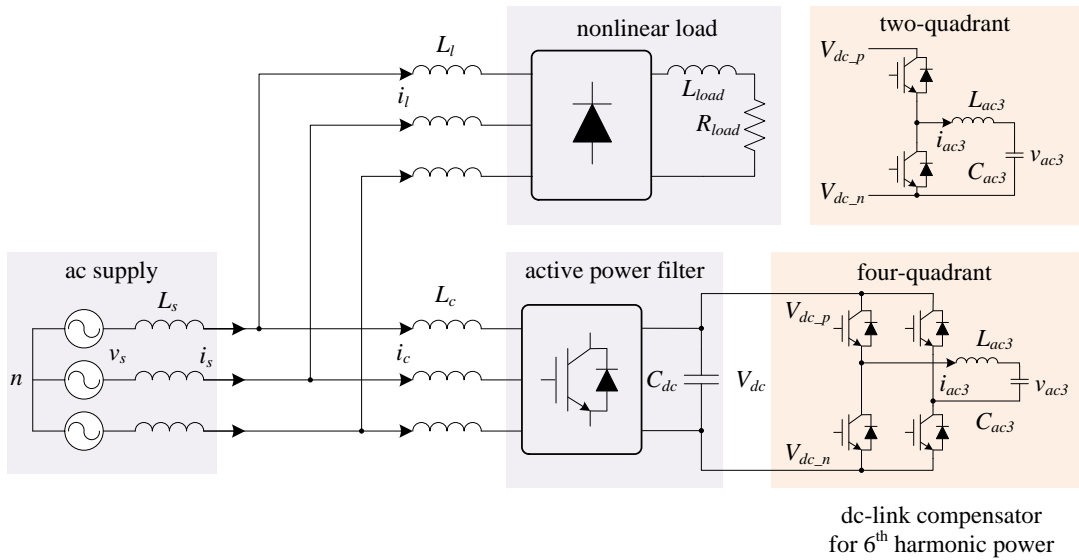 nonlinear load
L_l
i_l
L_load
R_load
two-quadrant
V_dc_p
L_ac3
i_ac3
v_ac3
C_ac3
V_dc_n
ac supply
L_s
v_s
i_s
n
active power filter
L_c
i_c
C_dc
V_dc
four-quadrant
V_dc_p
L_ac3
i_ac3
v_ac3
C_ac3
V_dc_n
dc-link compensator
for 6th harmonic power